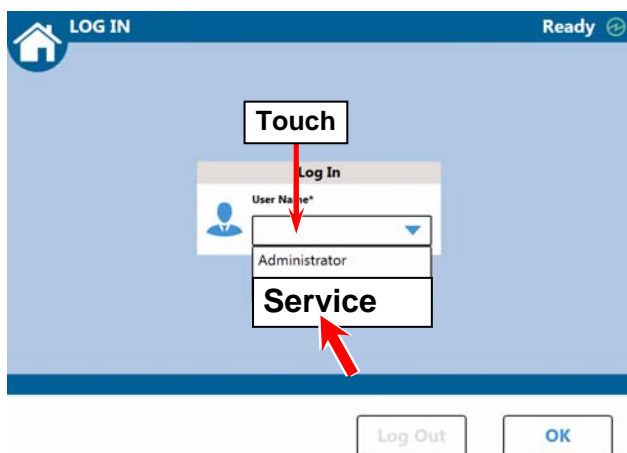 LOG IN
Ready
Touch
Log In
User Name*
Administrator
Service
Log Out
OK